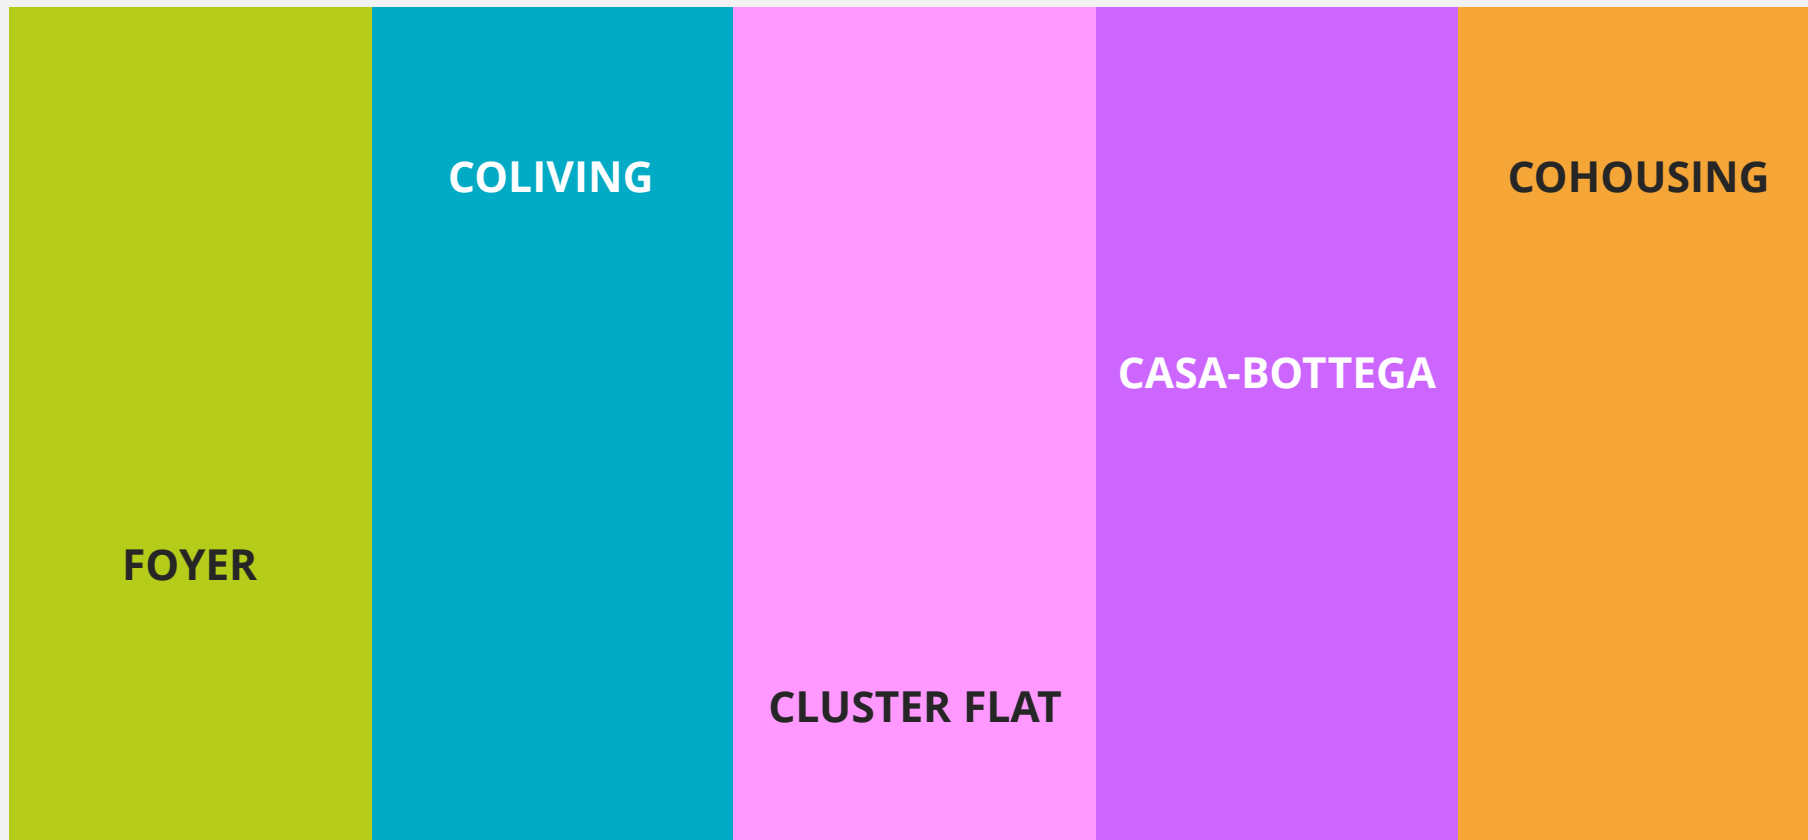 FOYER
COLIVING
CLUSTER FLAT
CASA-BOTTEGA
COHOUSING